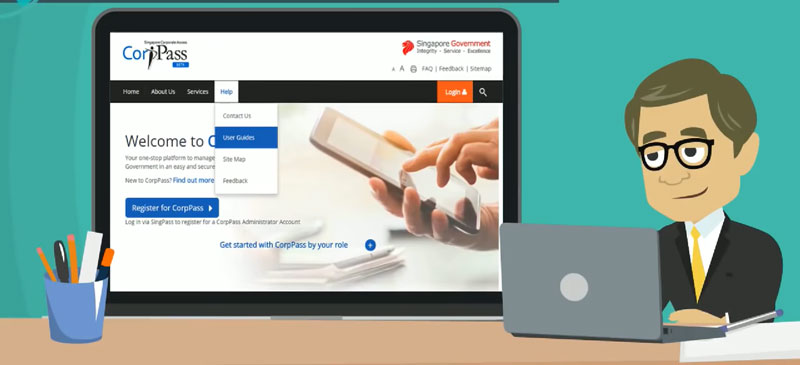 Singapore Corporate Access
CorpPass
BETA
Singapore Government
Integrity · Service · Excellence
A A FAQ | Feedback | Sitemap
Home About Us Services Help Login
Contact Us
User Guides
Site Map
Feedback
Welcome to C
Your one-stop platform to manage
Government in an easy and secure
New to CorpPass? Find out more
Register for CorpPass
Log in via SingPass to register for a CorpPass Administrator Account
Get started with CorpPass by your role